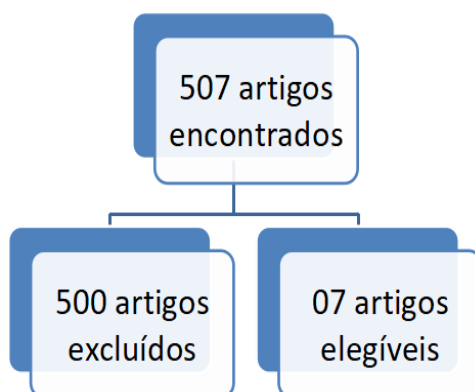 507 artigos
encontrados
500 artigos
excluídos
07 artigos
elegíveis